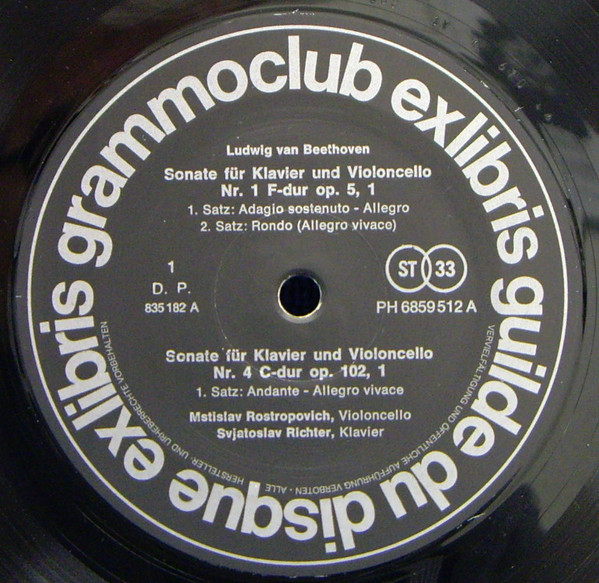 grammoclub exlibris guilde du disque exlibris
Ludwig van Beethoven
Sonate für Klavier und Violoncello
Nr. 1 F-dur op. 5, 1
1. Satz: Adagio sostenuto - Allegro
2. Satz: Rondo (Allegro vivace)
1
D. P.
835 182 A
ST 33
PH 6859 512 A
Sonate für Klavier und Violoncello
Nr. 4 C-dur op. 102, 1
1. Satz: Andante - Allegro vivace
Mstislav Rostropovich, Violoncello
Svjatoslav Richter, Klavier
ALLE HERSTELLER- UND URHEBERRECHTE VORBEHALTEN
VERVIELFÄLTIGUNG UND ÖFFENTLICHE AUFFÜHRUNG VERBOTEN •